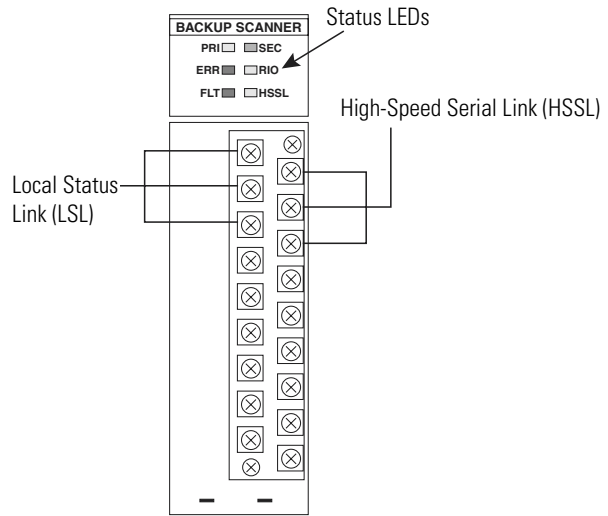 Status LEDs
BACKUP SCANNER
PRI SEC
ERR RIO
FLT HSSL
High-Speed Serial Link (HSSL)
Local Status
Link (LSL)